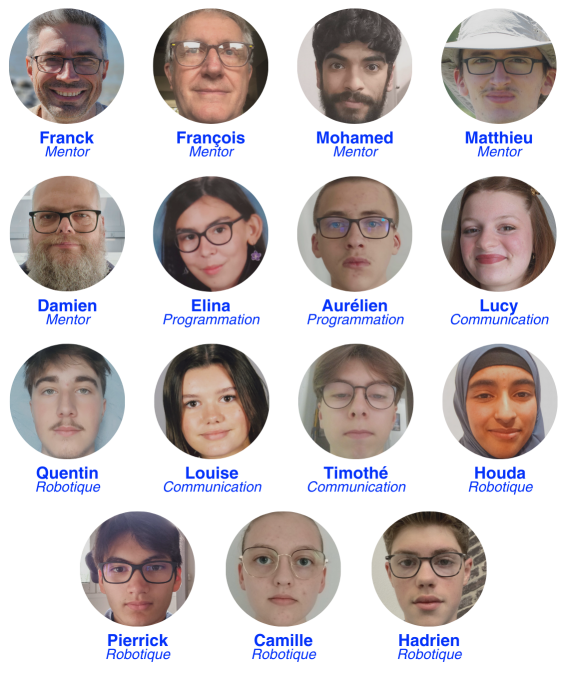 Franck
Mentor
François
Mentor
Mohamed
Mentor
Matthieu
Mentor
Damien
Mentor
Elina
Programmation
Aurélien
Programmation
Lucy
Communication
Quentin
Robotique
Louise
Communication
Timothé
Communication
Houda
Robotique
Pierrick
Robotique
Camille
Robotique
Hadrien
Robotique